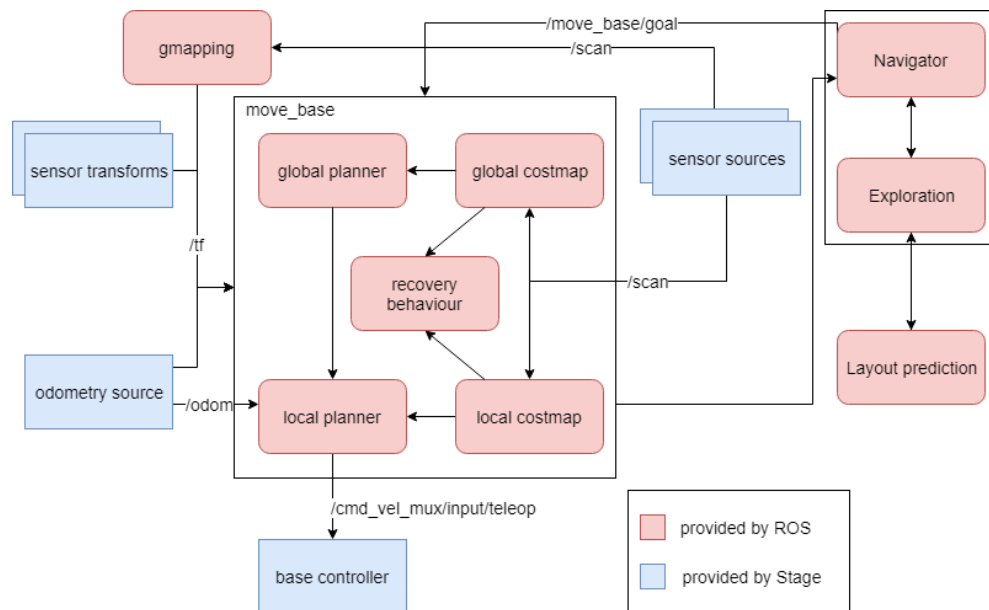 /move_base/goal
gmapping
/scan
Navigator
move_base
sensor transforms
global planner
global costmap
sensor sources
Exploration
/tf
recovery
behaviour
/scan
odometry source
/odom
local planner
local costmap
Layout prediction
/cmd_vel_mux/input/teleop
base controller
provided by ROS
provided by Stage